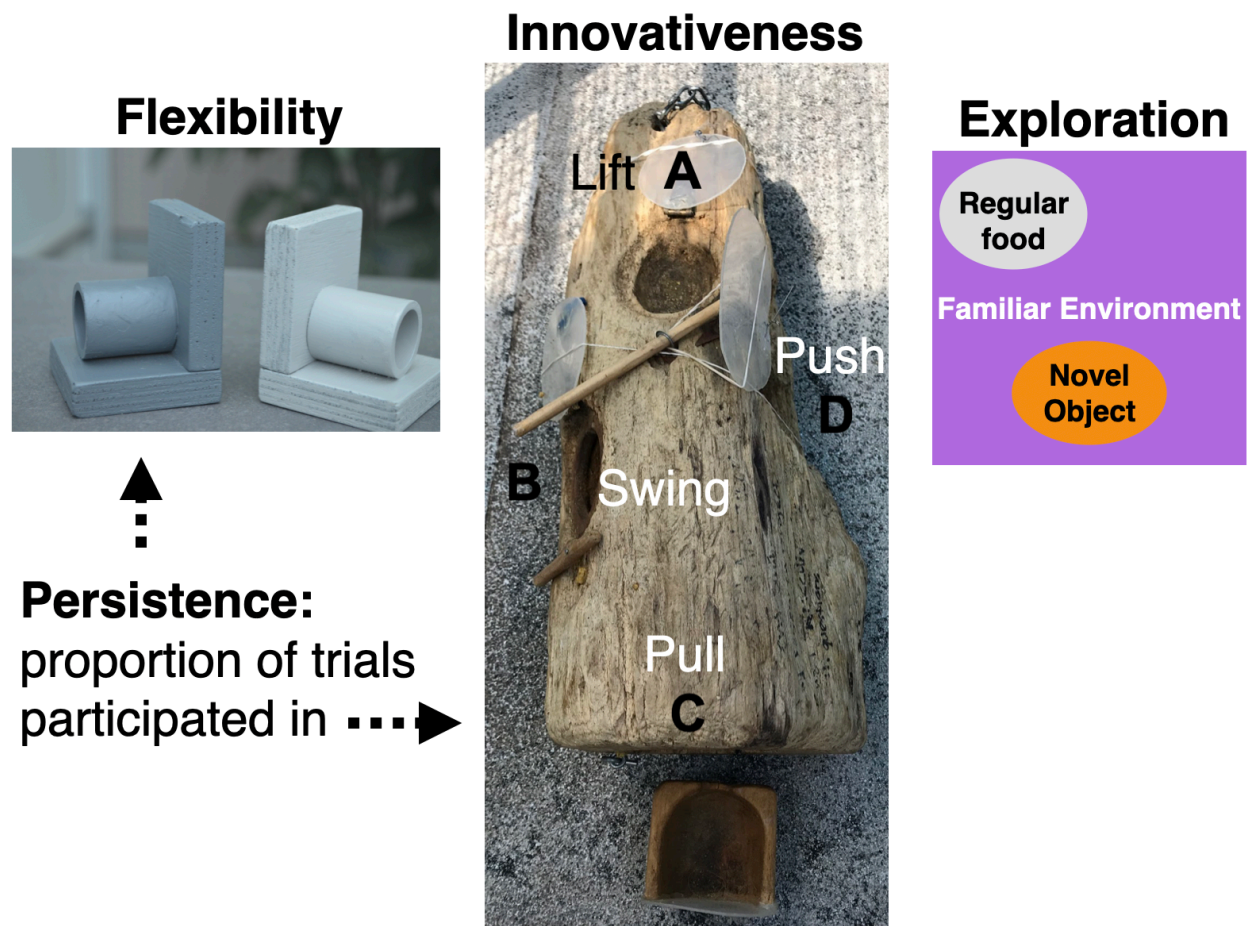 Innovativeness
Flexibility
Exploration
Lift A
Regular
food
Familiar Environment
Novel
Object
Push
D
B
Swing
Persistence:
proportion of trials
participated in
Pull
C